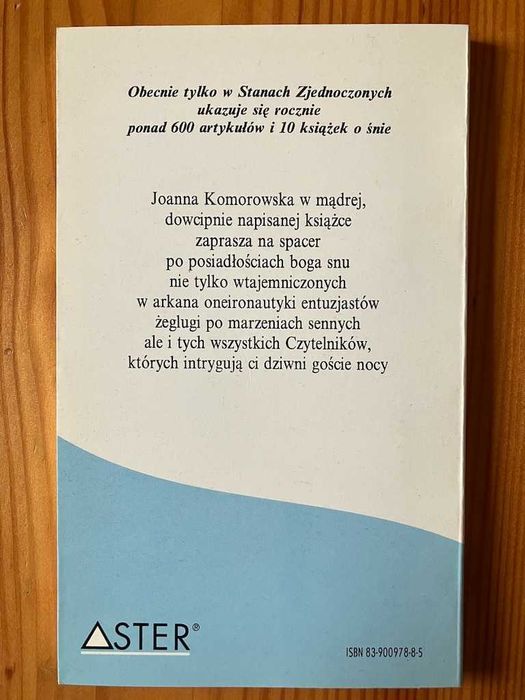 Obecnie tylko w Stanach Zjednoczonych
ukazuje się rocznie
ponad 600 artykułów i 10 książek o śnie
Joanna Komorowska w mądrej,
dowcipnie napisanej książce
zaprasza na spacer
po posiadłościach boga snu
nie tylko wtajemniczonych
w arkana oneironautyki entuzjastów
żeglugi po marzeniach sennych
ale i tych wszystkich Czytelników,
których intrygują ci dziwni goście nocy
ASTER®
ISBN 83-900978-8-5